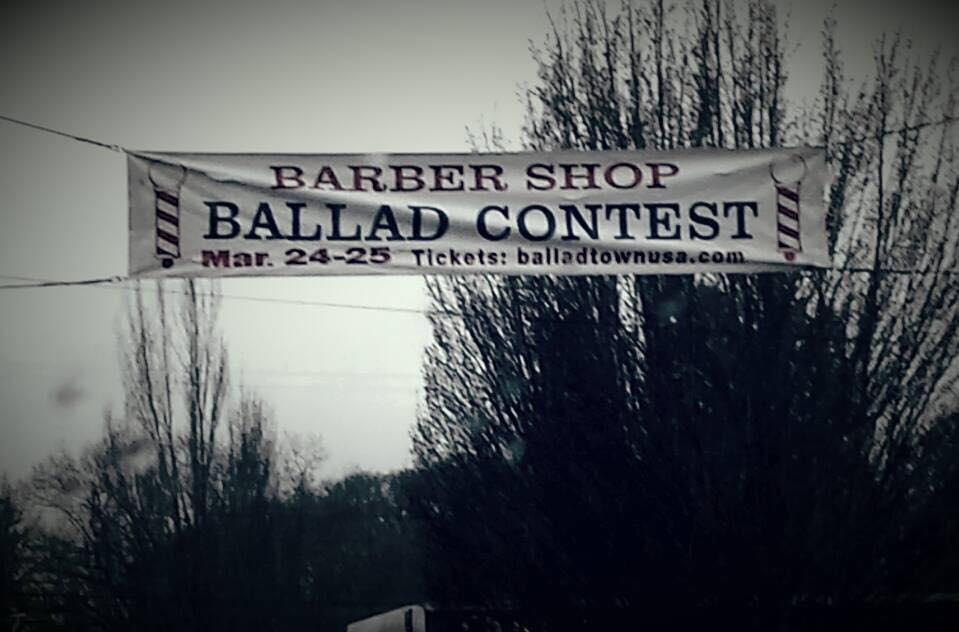 BARBER SHOP
BALLAD CONTEST
Mar. 24-25 Tickets: balladtownusa.com